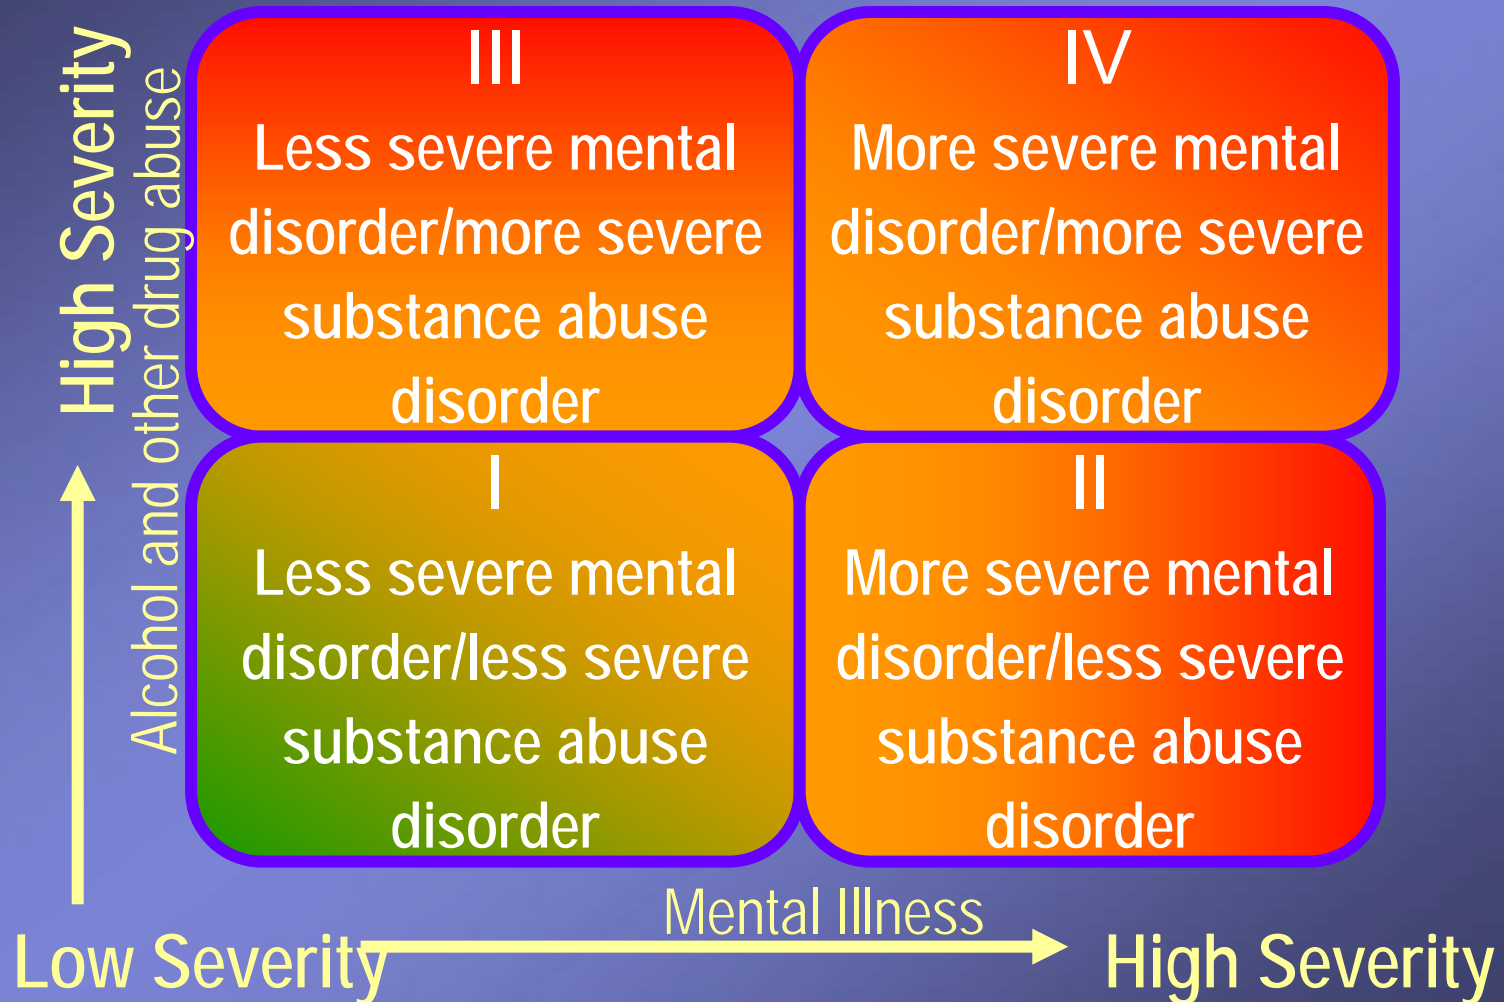 High Severity
Alcohol and other drug abuse
III
Less severe mental
disorder/more severe
substance abuse
disorder
IV
More severe mental
disorder/more severe
substance abuse
disorder
I
Less severe mental
disorder/less severe
substance abuse
disorder
II
More severe mental
disorder/less severe
substance abuse
disorder
Mental Illness
Low Severity
High Severity